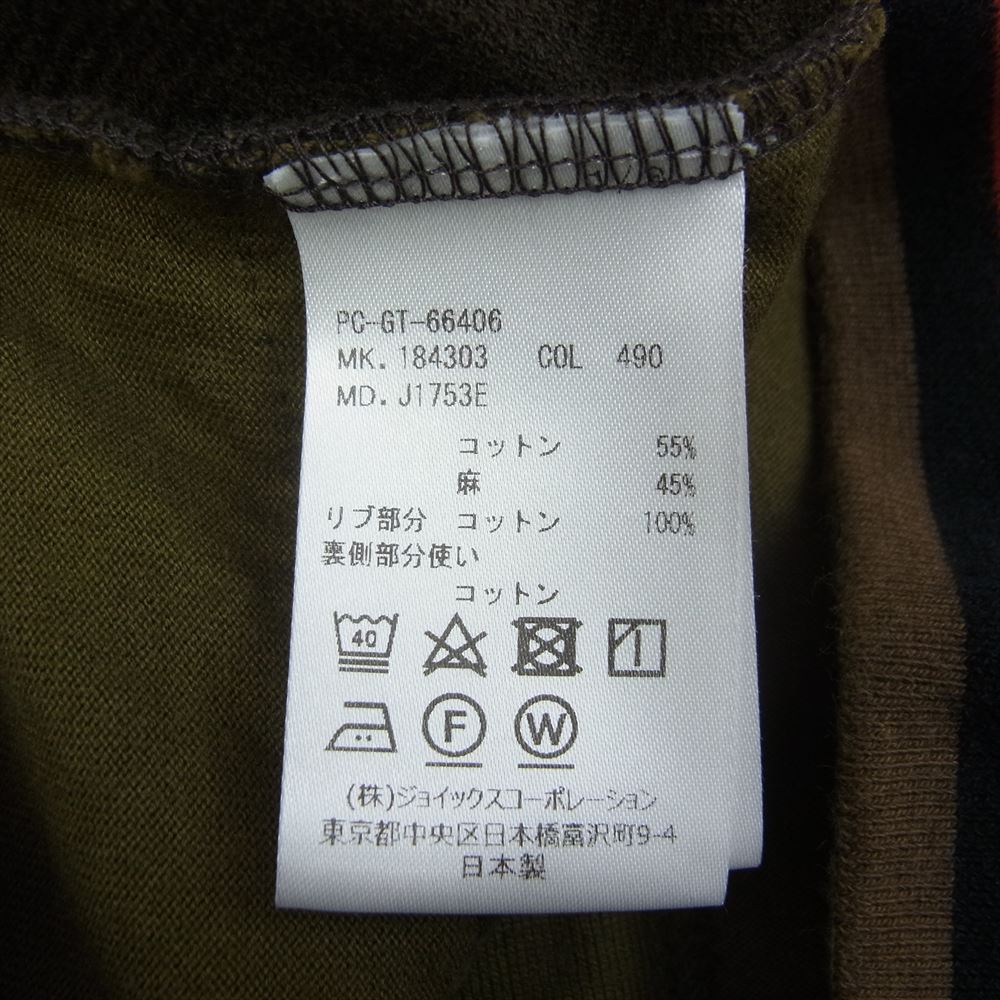 PC-GT-66406
MK. 184303 COL 490
MD. J1753E
コットン 55%
麻 45%
リブ部分 コットン 100%
裏側部分使い
コットン
40
F W
(株)ジョイックスコーポレーション
東京都中央区日本橋富沢町9-4
日本製